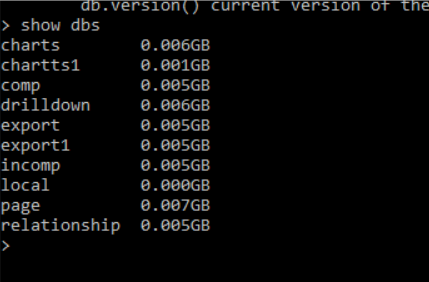 db.version() current version of the
> show dbs
charts 0.006GB
chartts1 0.001GB
comp 0.005GB
drilldown 0.006GB
export 0.005GB
export1 0.005GB
incomp 0.005GB
local 0.000GB
page 0.007GB
relationship 0.005GB
>